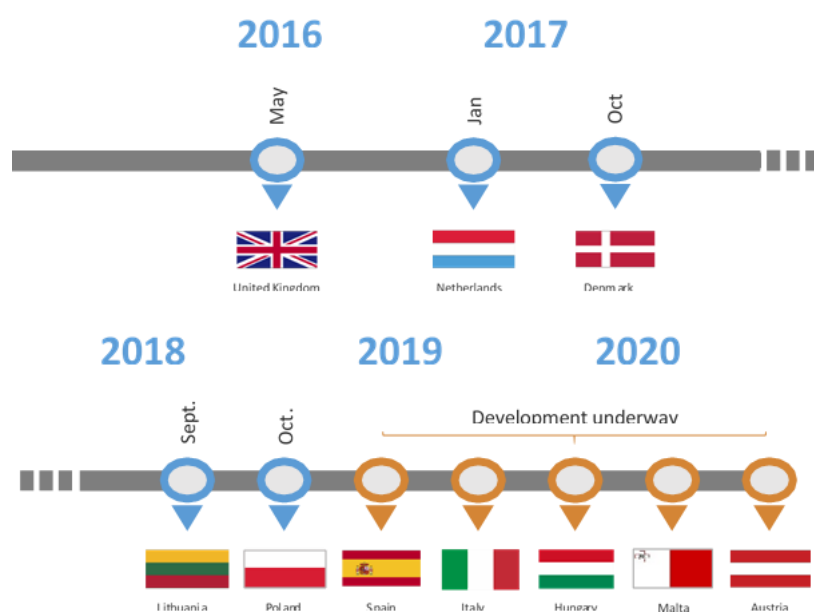 2016 2017
May Jan Oct
United Kingdom Netherlands Denmark
2018 2019 2020
Sept. Oct. Development underway
Lithuania Poland Spain Italy Hungary Malta Austria